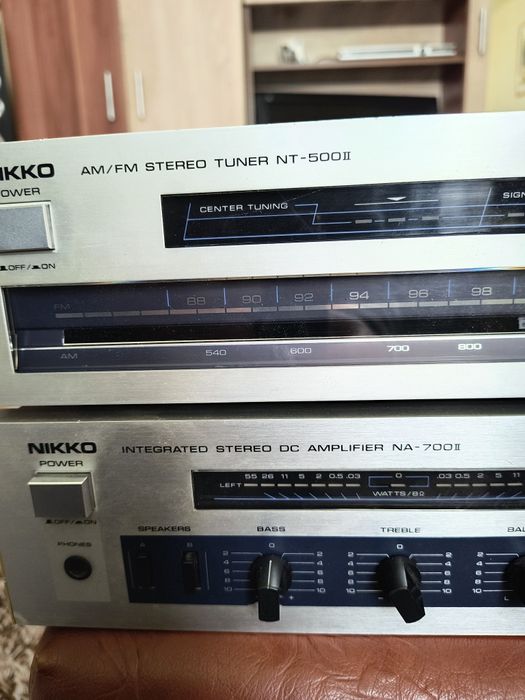 NIKKO AM/FM STEREO TUNER NT-500II
POWER
CENTER TUNING
SIGN
OFF/ ON
FM 88 90 92 94 96 98
AM 540 600 700 800
NIKKO INTEGRATED STEREO DC AMPLIFIER NA-700II
POWER
55 26 11 5 2 0.5 .03 0 .03 0.5 2 5 11
LEFT
WATTS/8Ω
OFF/ ON
SPEAKERS BASS TREBLE BAL
A B 0 0
PHONES
2 2 2 2
4 4 4 4
6 6 6 6
8 8 8 8
10 10 10 10
- + - + L